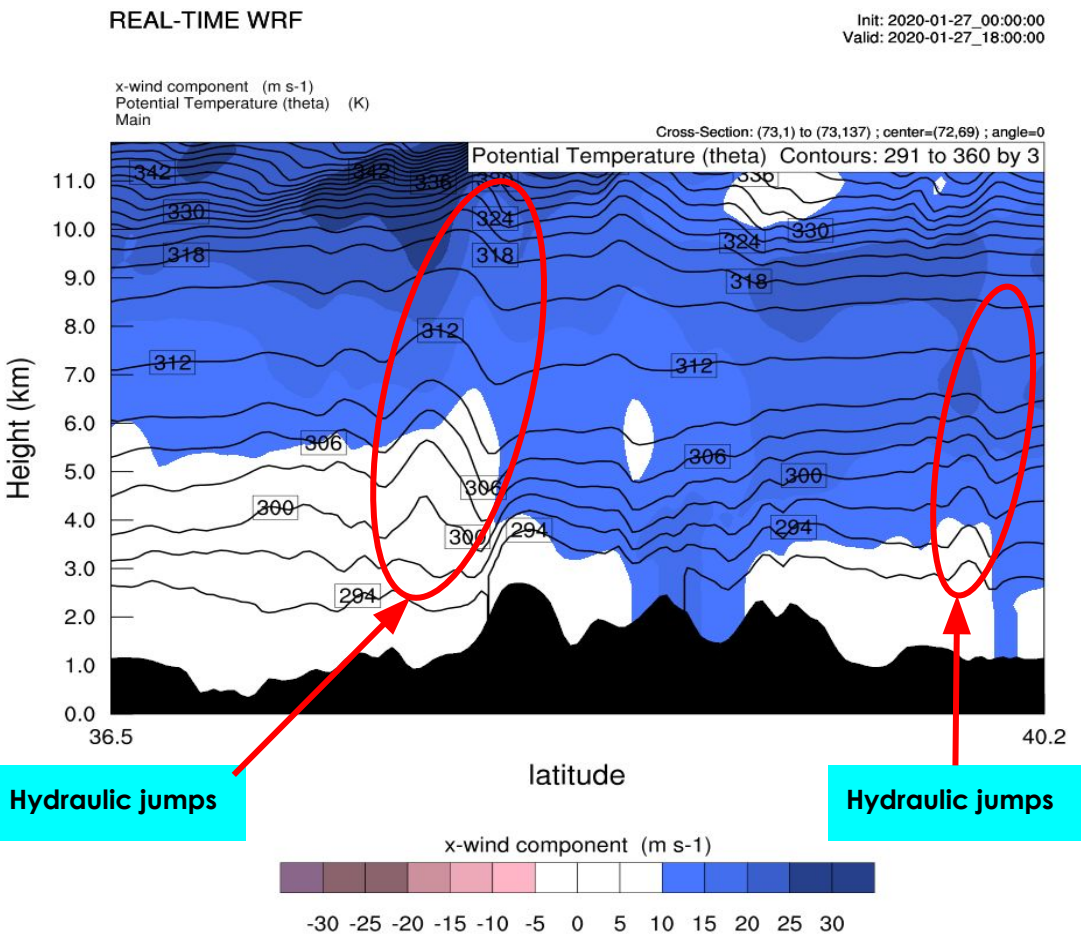 REAL-TIME WRF
Init: 2020-01-27_00:00:00
Valid: 2020-01-27_18:00:00
x-wind component (m s-1)
Potential Temperature (theta) (K)
Main
Cross-Section: (73,1) to (73,137) ; center=(72,69) ; angle=0
Potential Temperature (theta) Contours: 291 to 360 by 3
342 342 336 336
11.0
330 324 330
10.0
318 318 324
9.0
318
8.0
312
312 312
7.0
6.0
306 306
5.0
300 306 300
4.0
300 294 294
3.0
294
2.0
1.0
0.0
Height (km)
36.5 40.2
latitude
Hydraulic jumps Hydraulic jumps
x-wind component (m s-1)
-30 -25 -20 -15 -10 -5 0 5 10 15 20 25 30